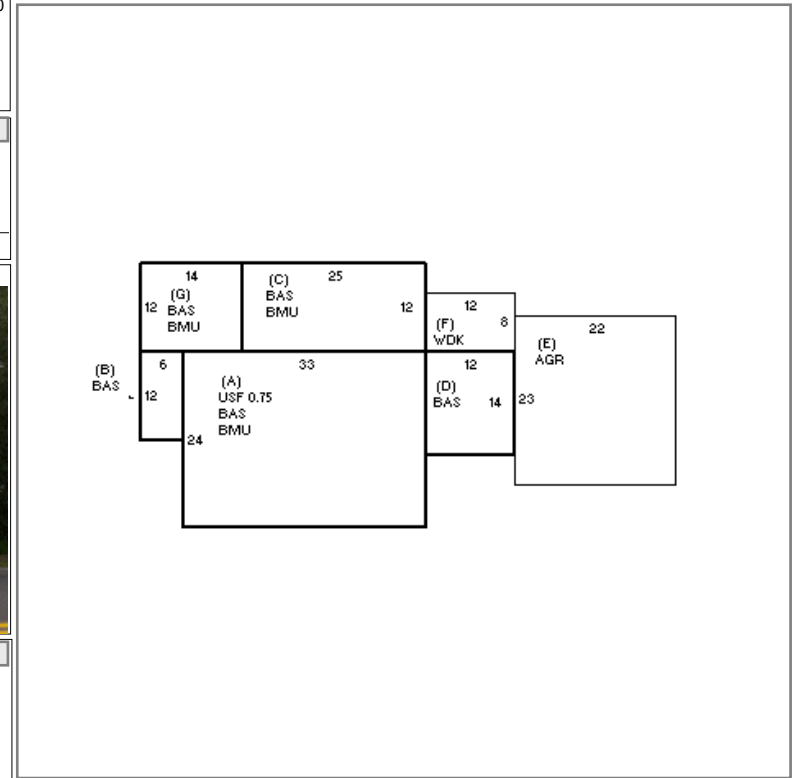 14
(G)
BAS
BMU
12
(C)
BAS
BMU
25
12
12
(F)
WDK
8
22
(E)
AGR
23
(B)
BAS
6
12
33
(A)
USF 0.75
BAS
BMU
24
12
(D)
BAS
14